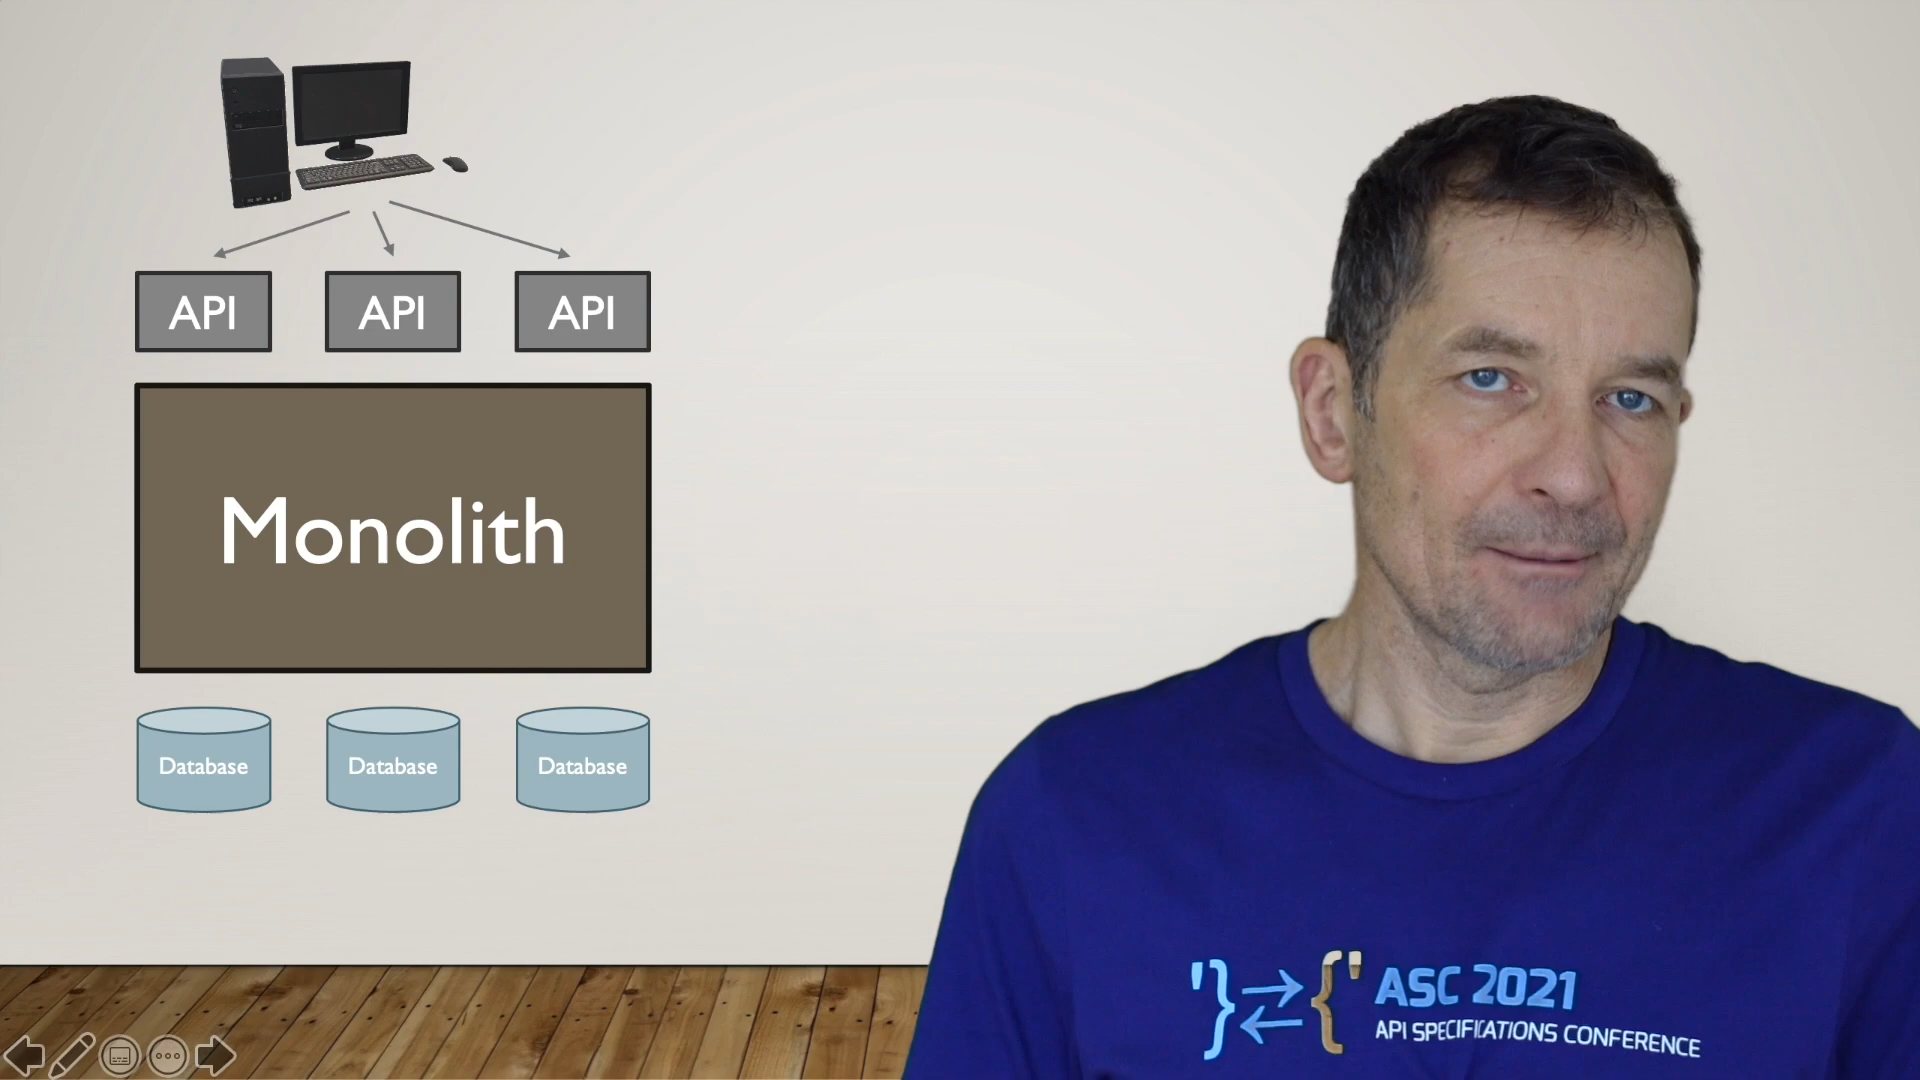 API API API
Monolith
Database Database Database
ASC 2021
API SPECIFICATIONS CONFERENCE